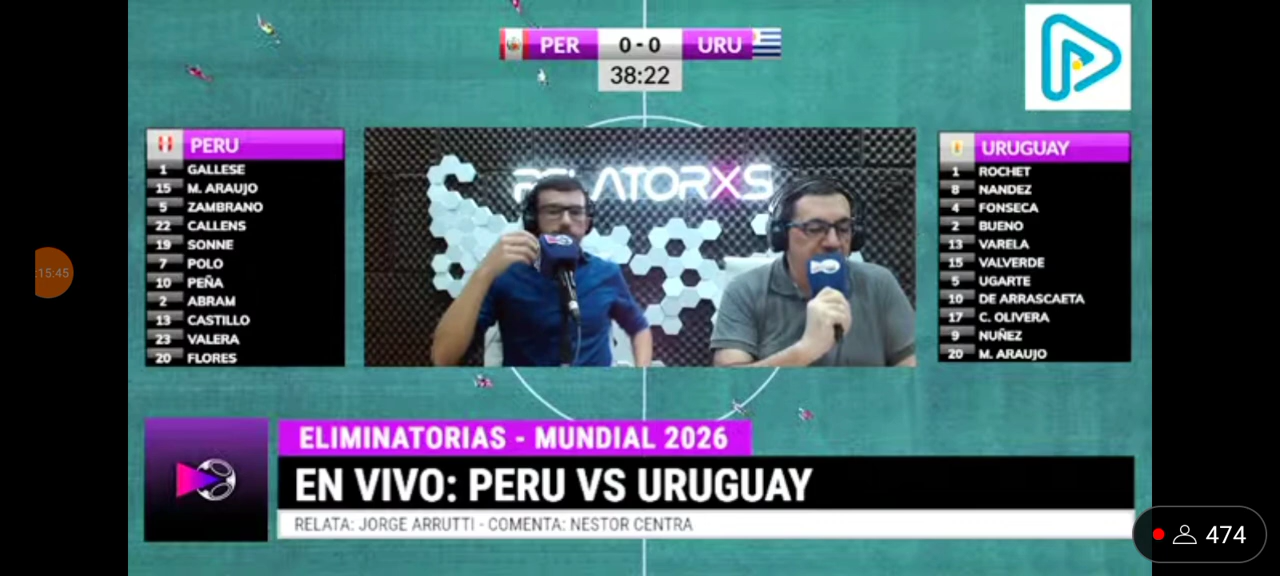 PER 0 - 0 URU
38:22
PERU
1 GALLESE
15 M. ARAUJO
5 ZAMBRANO
22 CALLENS
19 SONNE
7 POLO
10 PEÑA
2 ABRAM
13 CASTILLO
23 VALERA
20 FLORES
RELATORXS
URUGUAY
1 ROCHET
8 NANDEZ
4 FONSECA
2 BUENO
13 VARELA
15 VALVERDE
5 UGARTE
10 DE ARRASCAETA
17 C. OLIVERA
9 NUÑEZ
20 M. ARAUJO
:15:45
ELIMINATORIAS - MUNDIAL 2026
EN VIVO: PERU VS URUGUAY
RELATA: JORGE ARRUTTI - COMENTA: NESTOR CENTRA
474